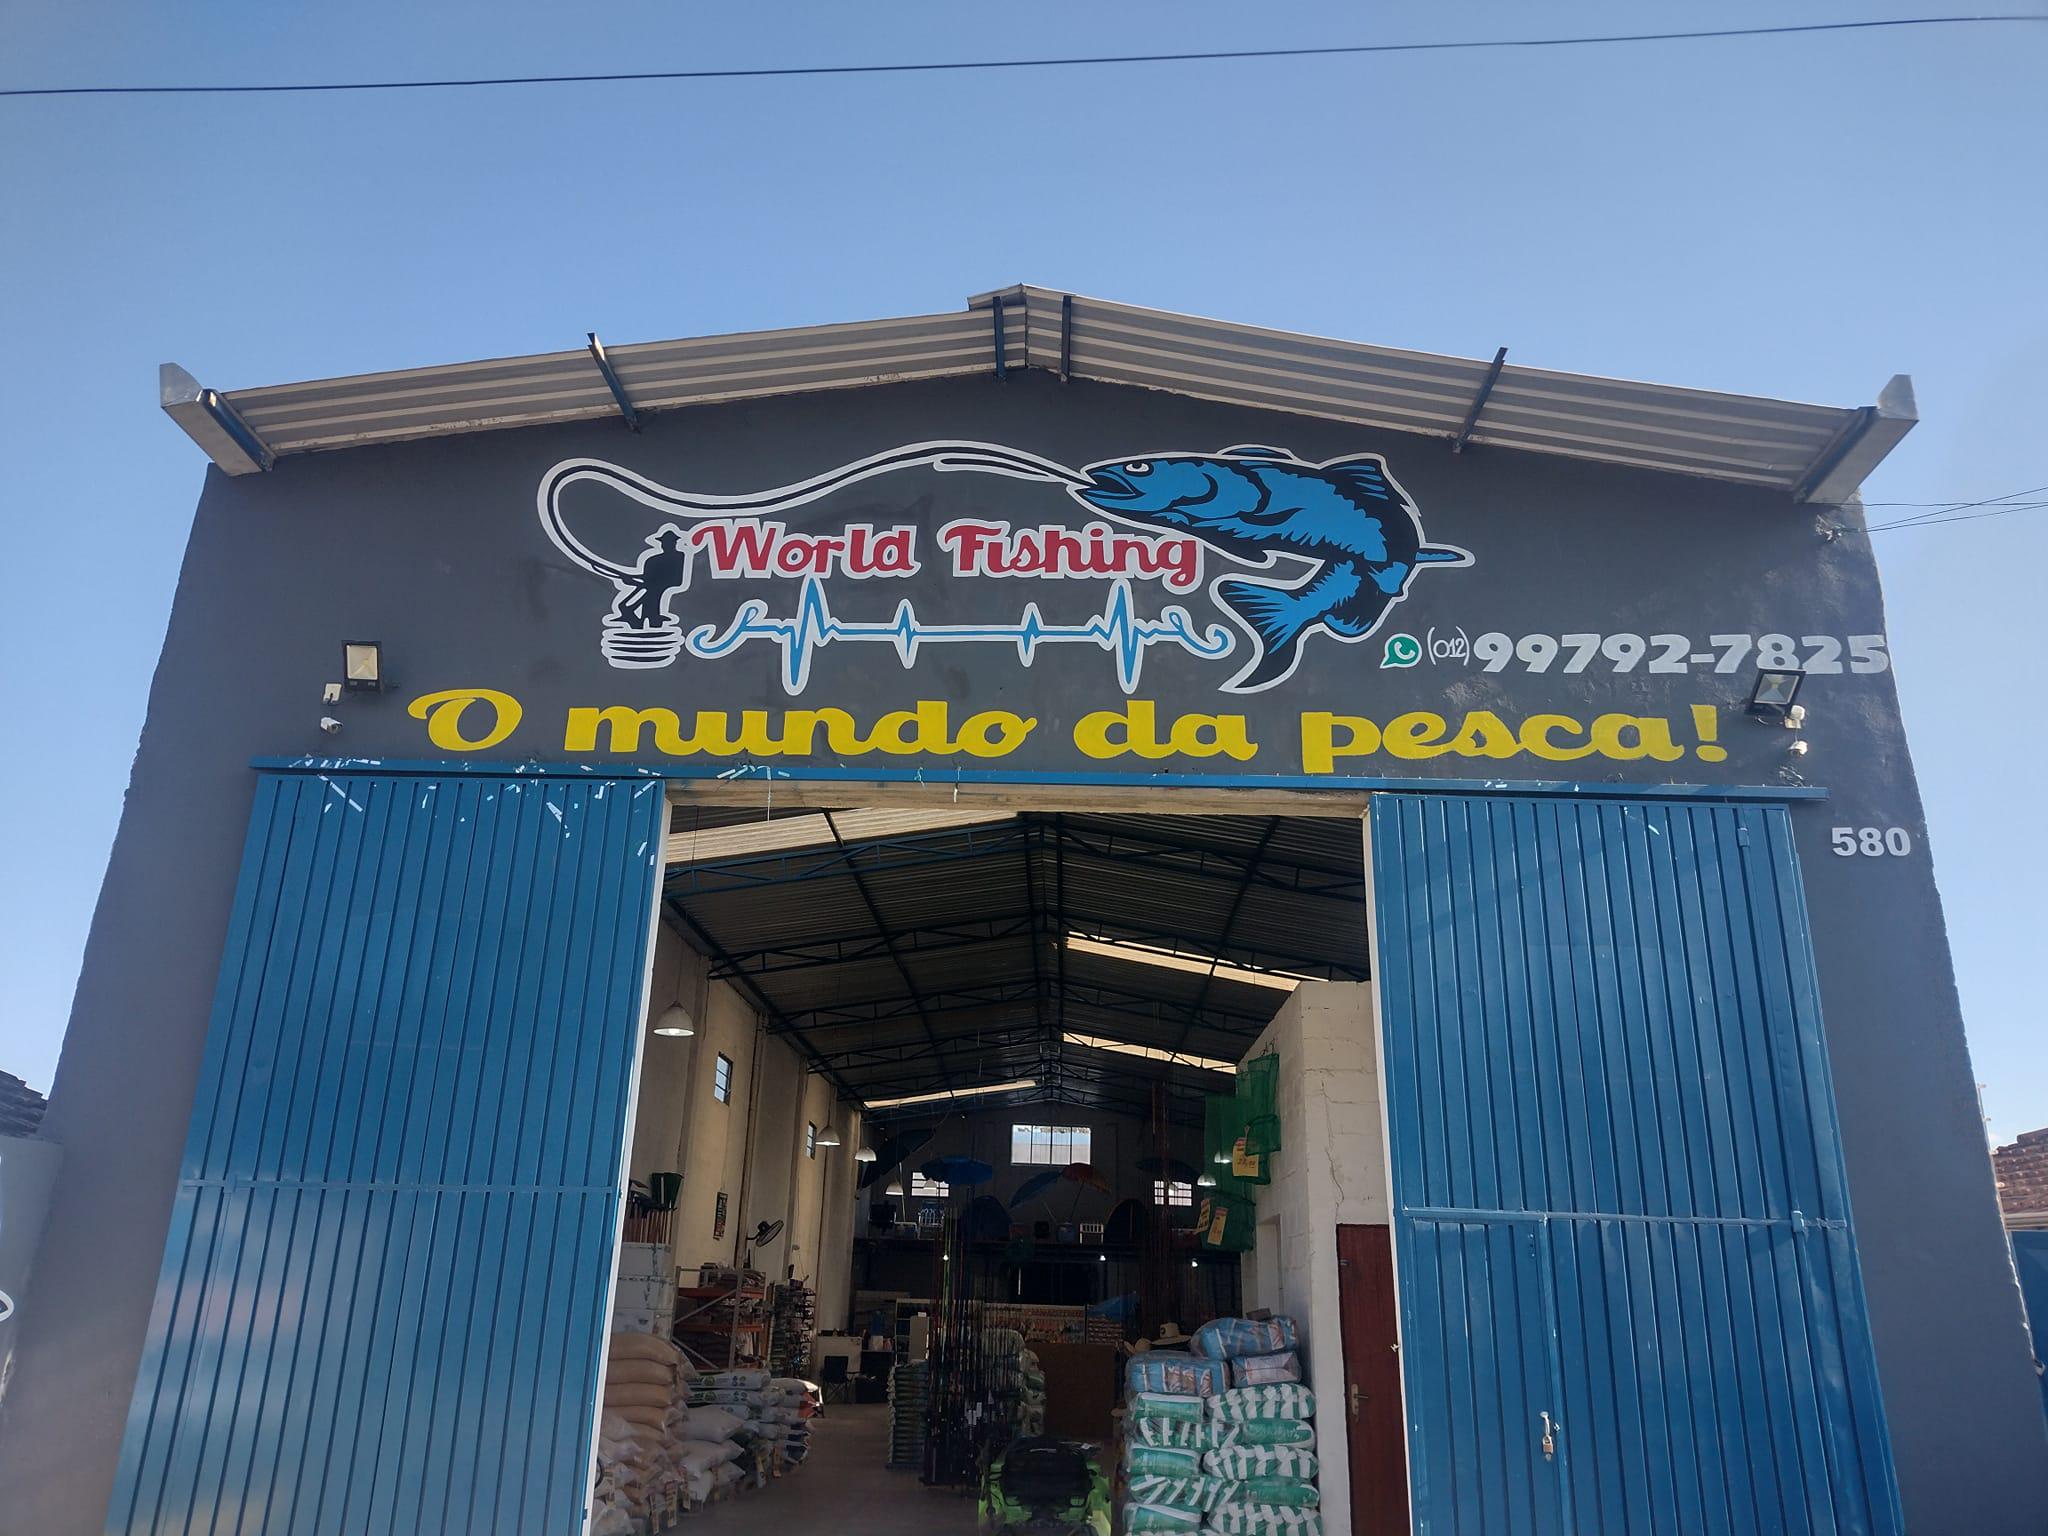 World Fishing
(012) 99792-7825
O mundo da pesca!
580